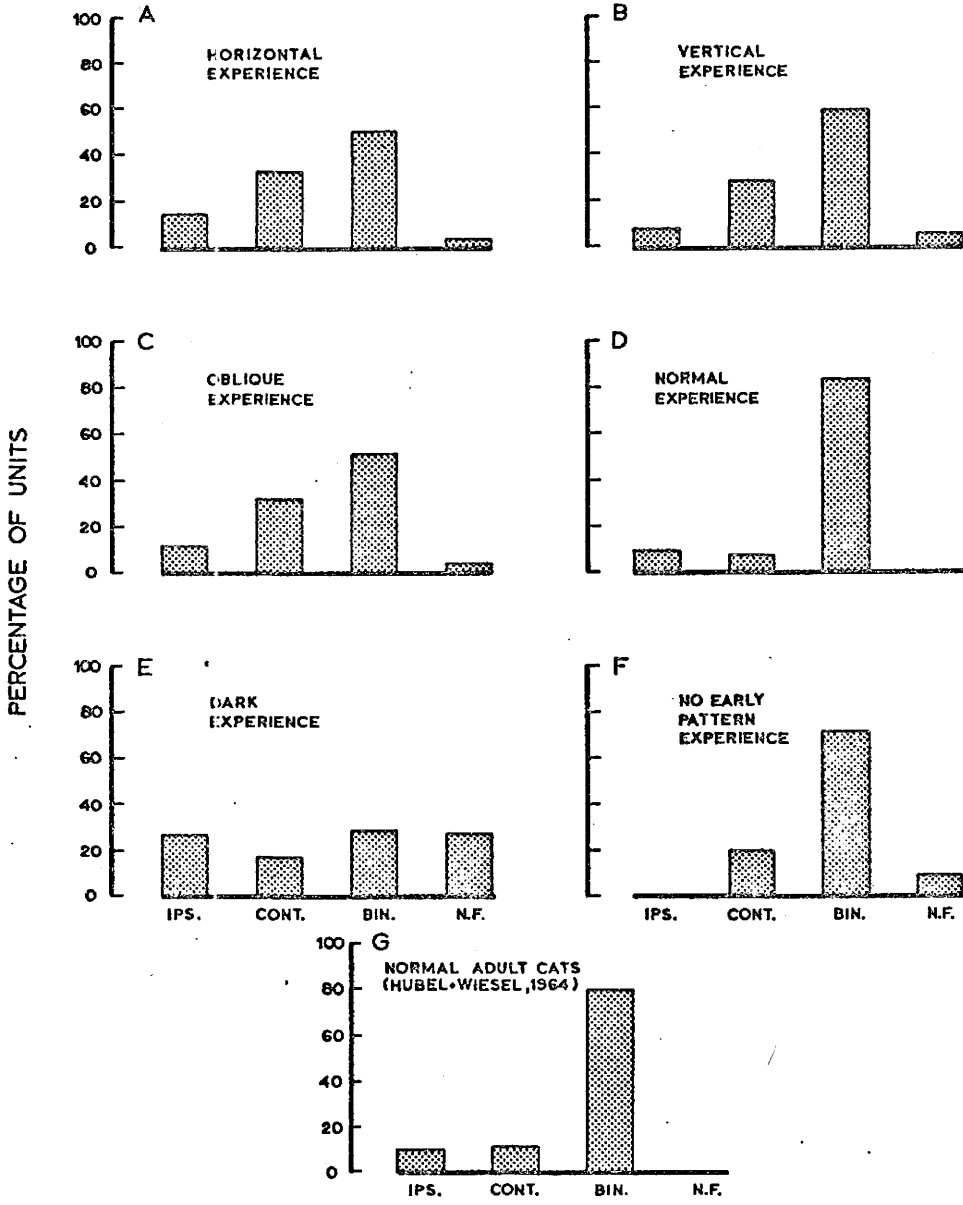 PERCENTAGE OF UNITS
A
HORIZONTAL
EXPERIENCE
100
80
60
40
20
0
B
VERTICAL
EXPERIENCE
C
OBLIQUE
EXPERIENCE
100
80
60
40
20
0
D
NORMAL
EXPERIENCE
E
DARK
EXPERIENCE
100
80
60
40
20
0
IPS. CONT. BIN. N.F.
F
NO EARLY
PATTERN
EXPERIENCE
IPS. CONT. BIN. N.F.
G
NORMAL ADULT CATS
(HUBEL+WIESEL,1964)
100
80
60
40
20
0
IPS. CONT. BIN. N.F.